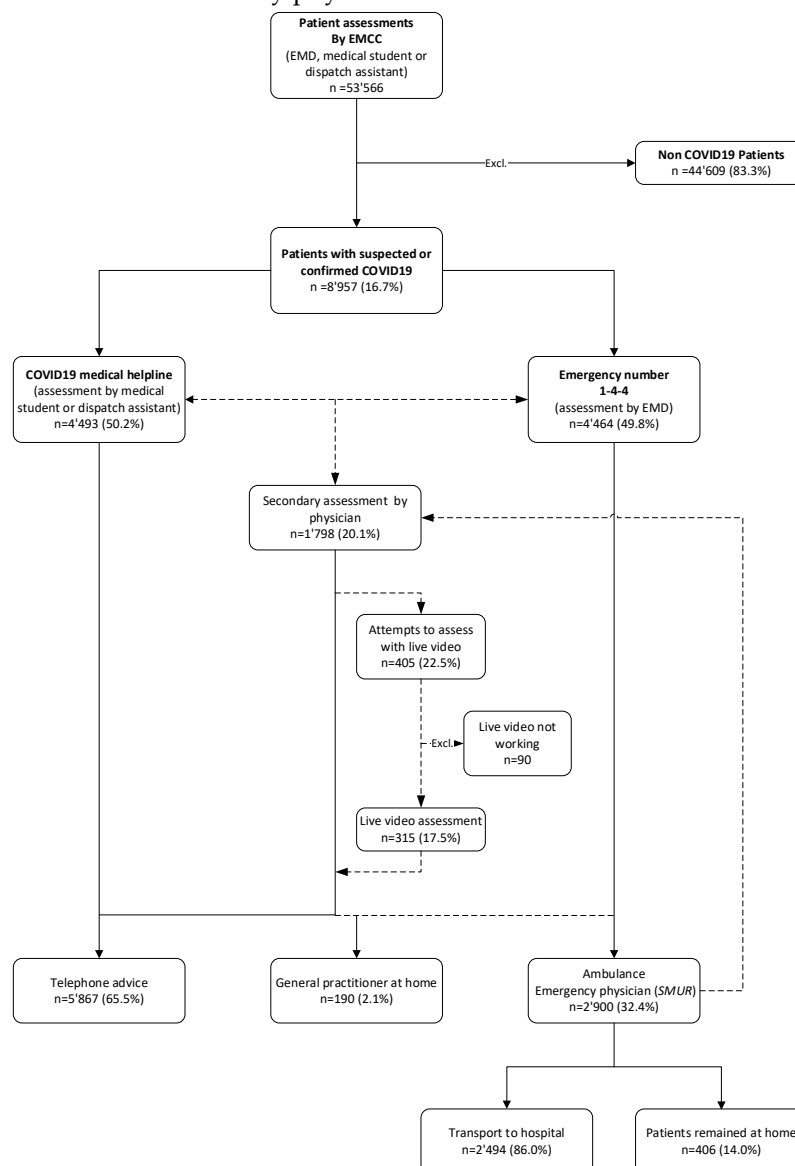 Patient assessments
By EMCC
(EMD, medical student or
dispatch assistant)
n =53'566
Excl.
Non COVID19 Patients
n =44'609 (83.3%)
Patients with suspected or
confirmed COVID19
n =8'957 (16.7%)
COVID19 medical helpline
(assessment by medical
student or dispatch assistant)
n=4'493 (50.2%)
Emergency number
1-4-4
(assessment by EMD)
n=4'464 (49.8%)
Secondary assessment by
physician
n=1'798 (20.1%)
Attempts to assess
with live video
n=405 (22.5%)
Excl.
Live video not
working
n=90
Live video assessment
n=315 (17.5%)
Telephone advice
n=5'867 (65.5%)
General practitioner at home
n=190 (2.1%)
Ambulance
Emergency physician (SMUR)
n=2'900 (32.4%)
Transport to hospital
n=2'494 (86.0%)
Patients remained at home
n=406 (14.0%)